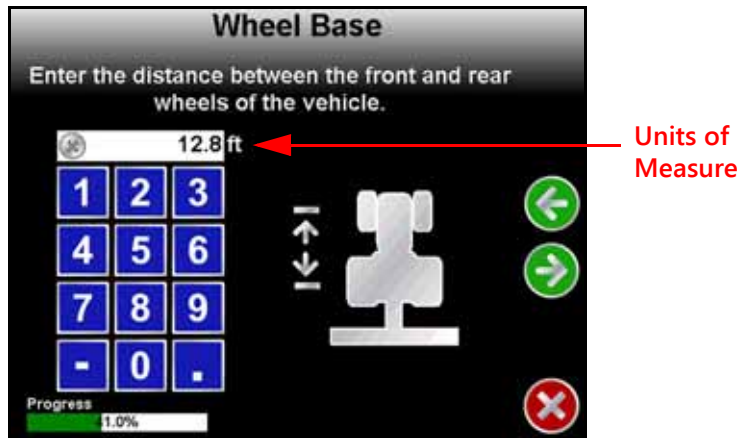 Wheel Base
Enter the distance between the front and rear
wheels of the vehicle.
12.8 ft
Units of
Measure
1 2 3
4 5 6
7 8 9
- 0 .
Progress
41.0%